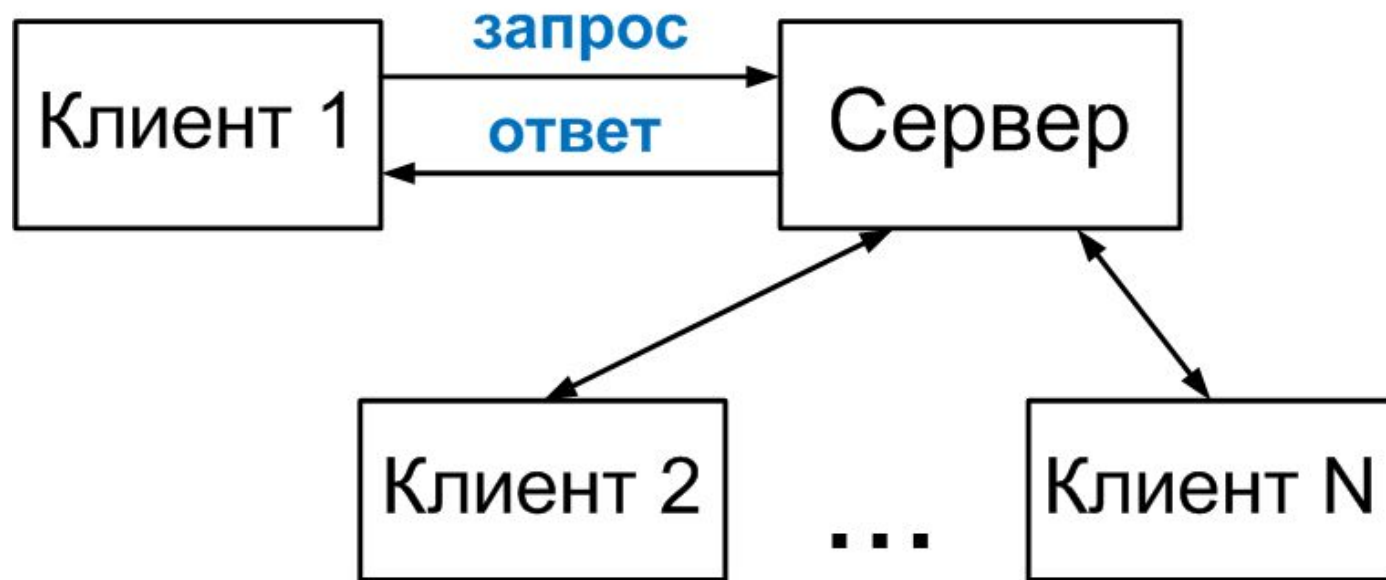 запрос
Клиент 1
Сервер
ответ
Клиент 2
...
Клиент N